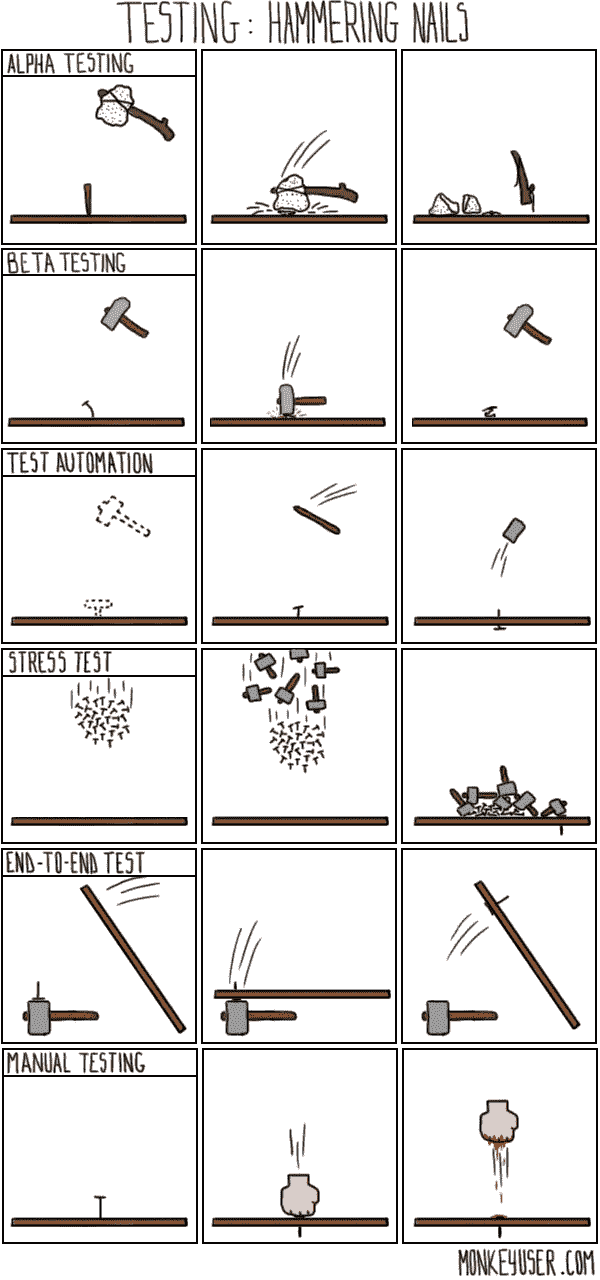 TESTING: HAMMERING NAILS
ALPHA TESTING
BETA TESTING
TEST AUTOMATION
STRESS TEST
END-TO-END TEST
MANUAL TESTING
MONKEYUSER.COM